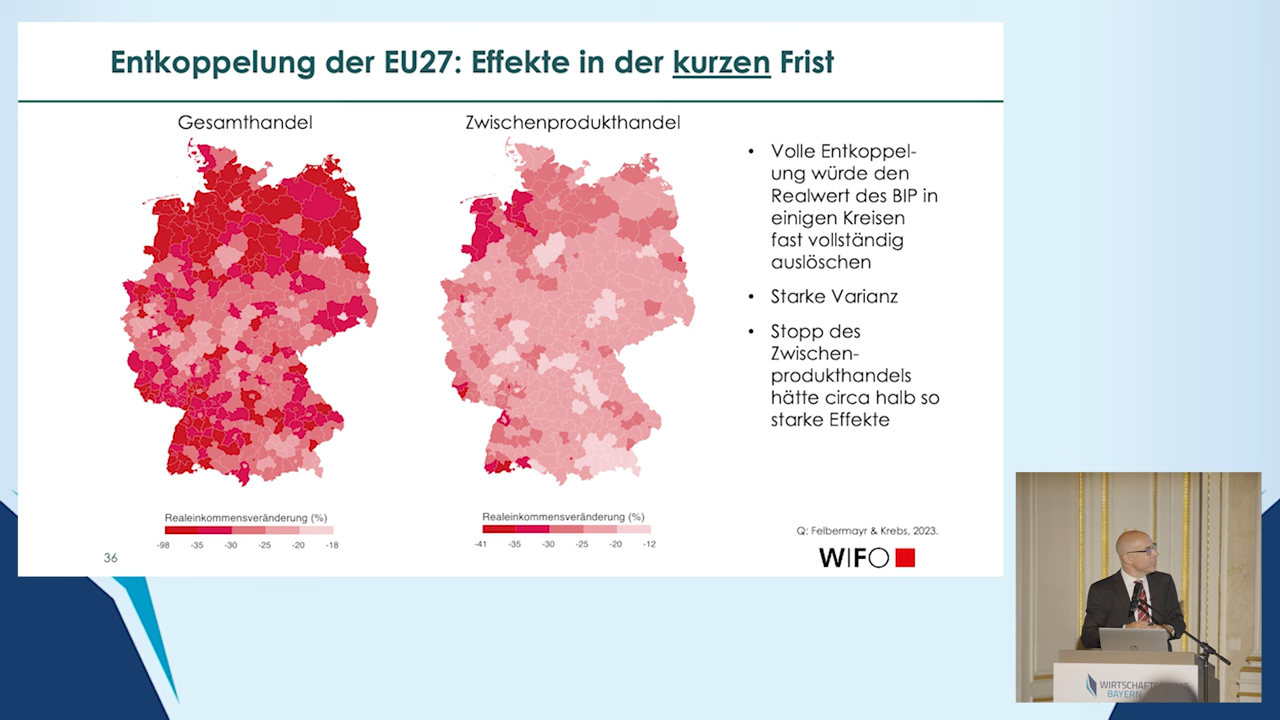 Entkoppelung der EU27: Effekte in der kurzen Frist
Gesamthandel
Zwischenprodukthandel
• Volle Entkoppel-
ung würde den
Realwert des BIP in
einigen Kreisen
fast vollständig
auslöschen
• Starke Varianz
• Stopp des
Zwischen-
produkthandels
hätte circa halb so
starke Effekte
Realeinkommensveränderung (%)
-98 -35 -30 -25 -20 -18
Realeinkommensveränderung (%)
-41 -35 -30 -25 -20 -12
Q: Felbermayr & Krebs, 2023.
WIFO
36
BAYERN